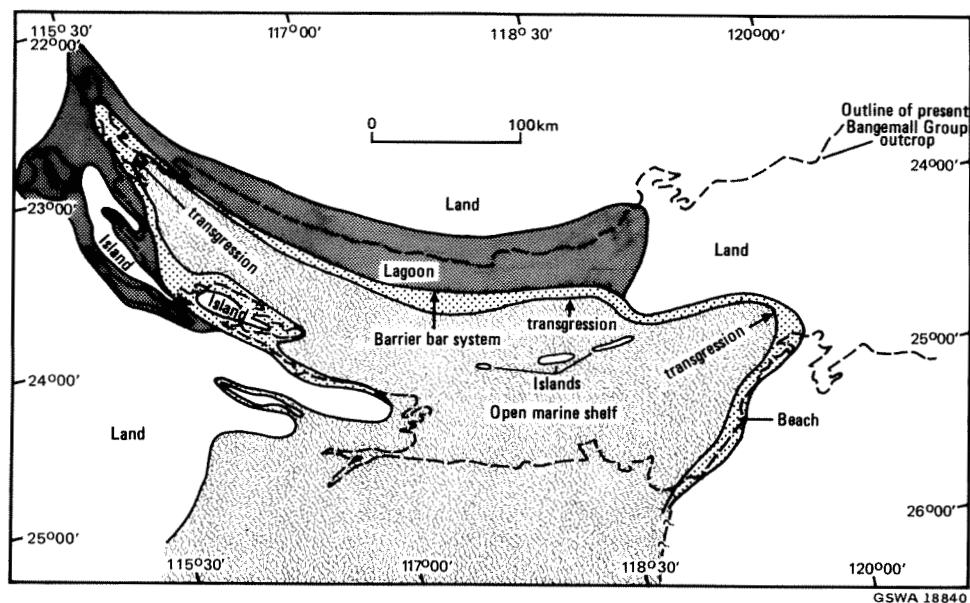 115°30'
117°00'
118°30'
120°00'
22°00'
0
100km
Outline of present
Bangemall Group
outcrop
24°00'
23°00'
transgression
Land
Island
Lagoon
Land
Island
Barrier bar system
transgression
transgression
25°00'
Islands
24°00'
Open marine shelf
Beach
Land
26°00'
25°00'
115°30'
117°00'
118°30'
120°00'
GSWA 18840